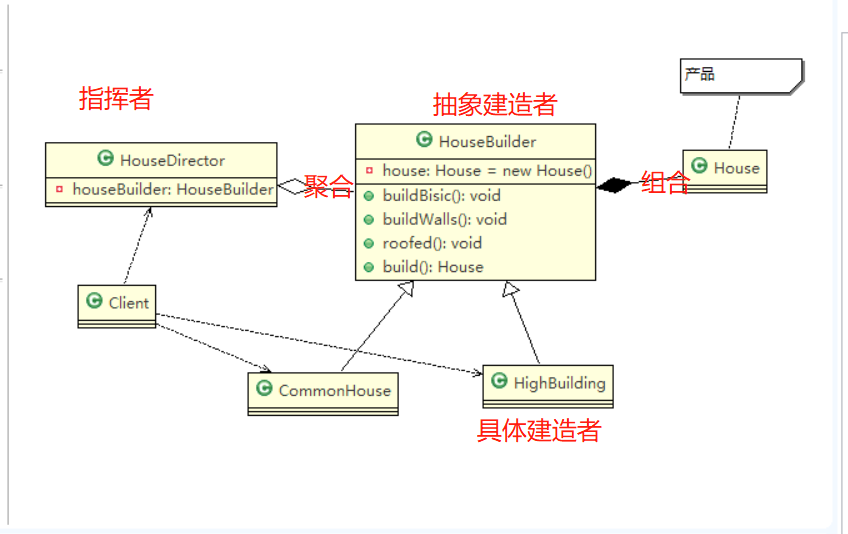 产品
指挥者
抽象建造者
HouseBuilder
house: House = new House()
buildBisic(): void
buildWalls(): void
roofed(): void
build(): House
HouseDirector
houseBuilder: HouseBuilder
聚合
组合
House
Client
CommonHouse
HighBuilding
具体建造者